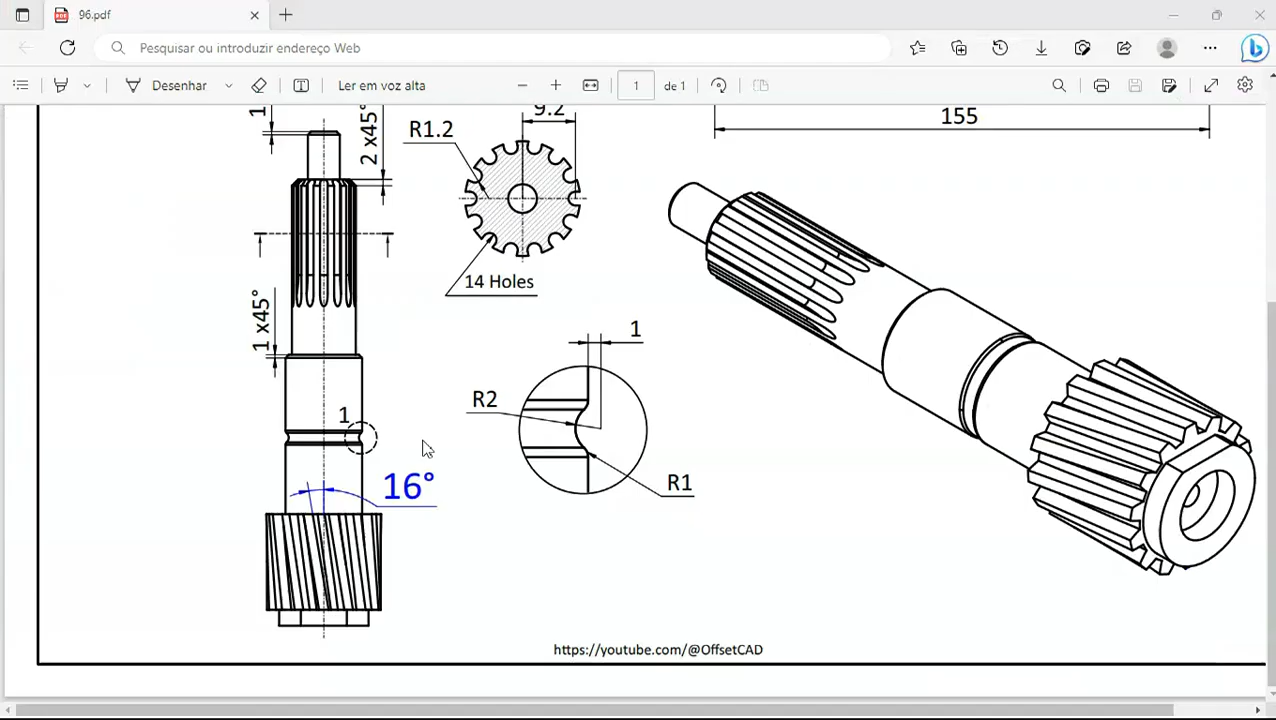 96.pdf
Pesquisar ou introduzir endereço Web
Desenhar
Ler em voz alta
1
de 1
1
2 x45°
R1.2
9.2
155
14 Holes
1 x45°
1
1
R2
R1
16°
https://youtube.com/@OffsetCAD